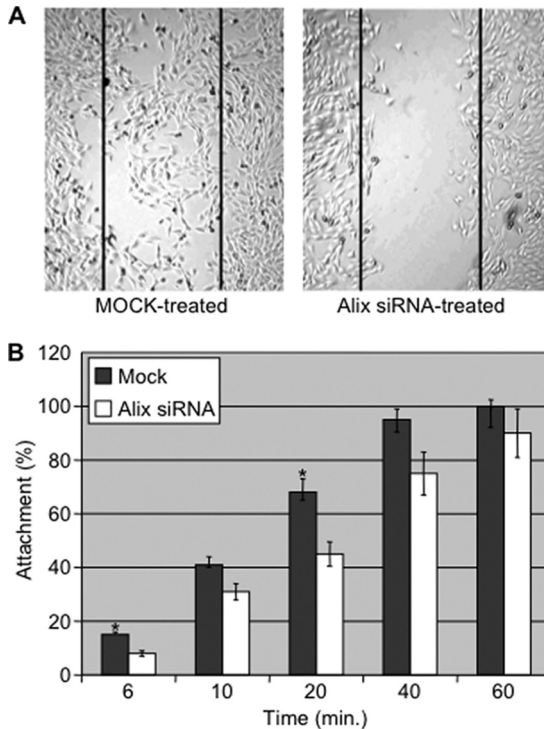 A
MOCK-treated
Alix siRNA-treated
B
Mock
Alix siRNA
Attachment (%)
120
100
80
60
40
20
0
*
*
6 10 20 40 60
Time (min.)